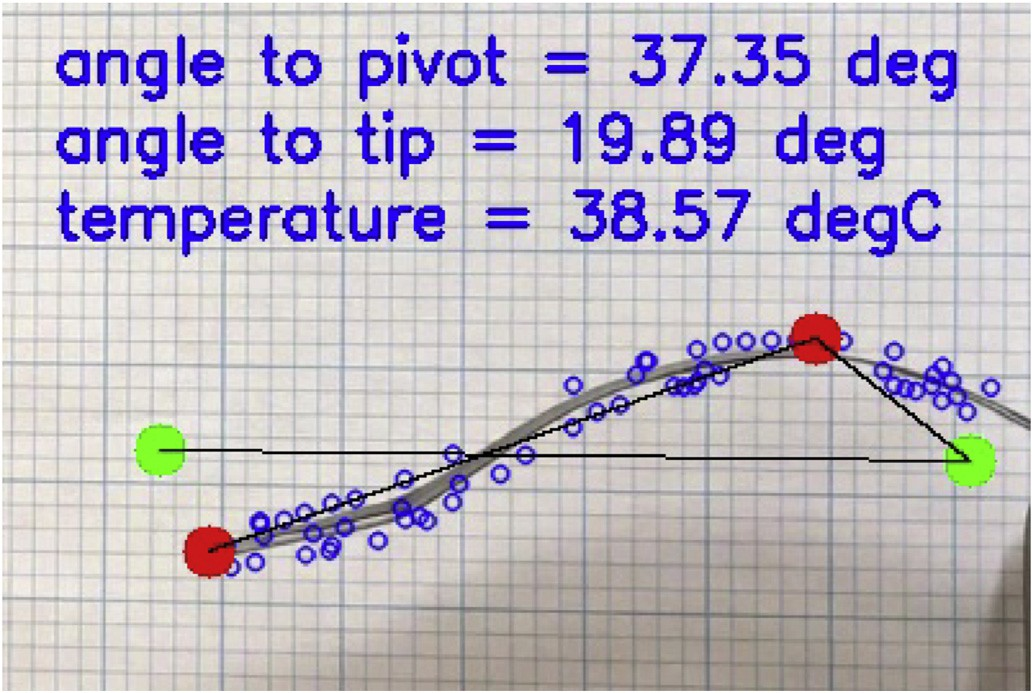 angle to pivot = 37.35 deg
angle to tip = 19.89 deg
temperature = 38.57 degC